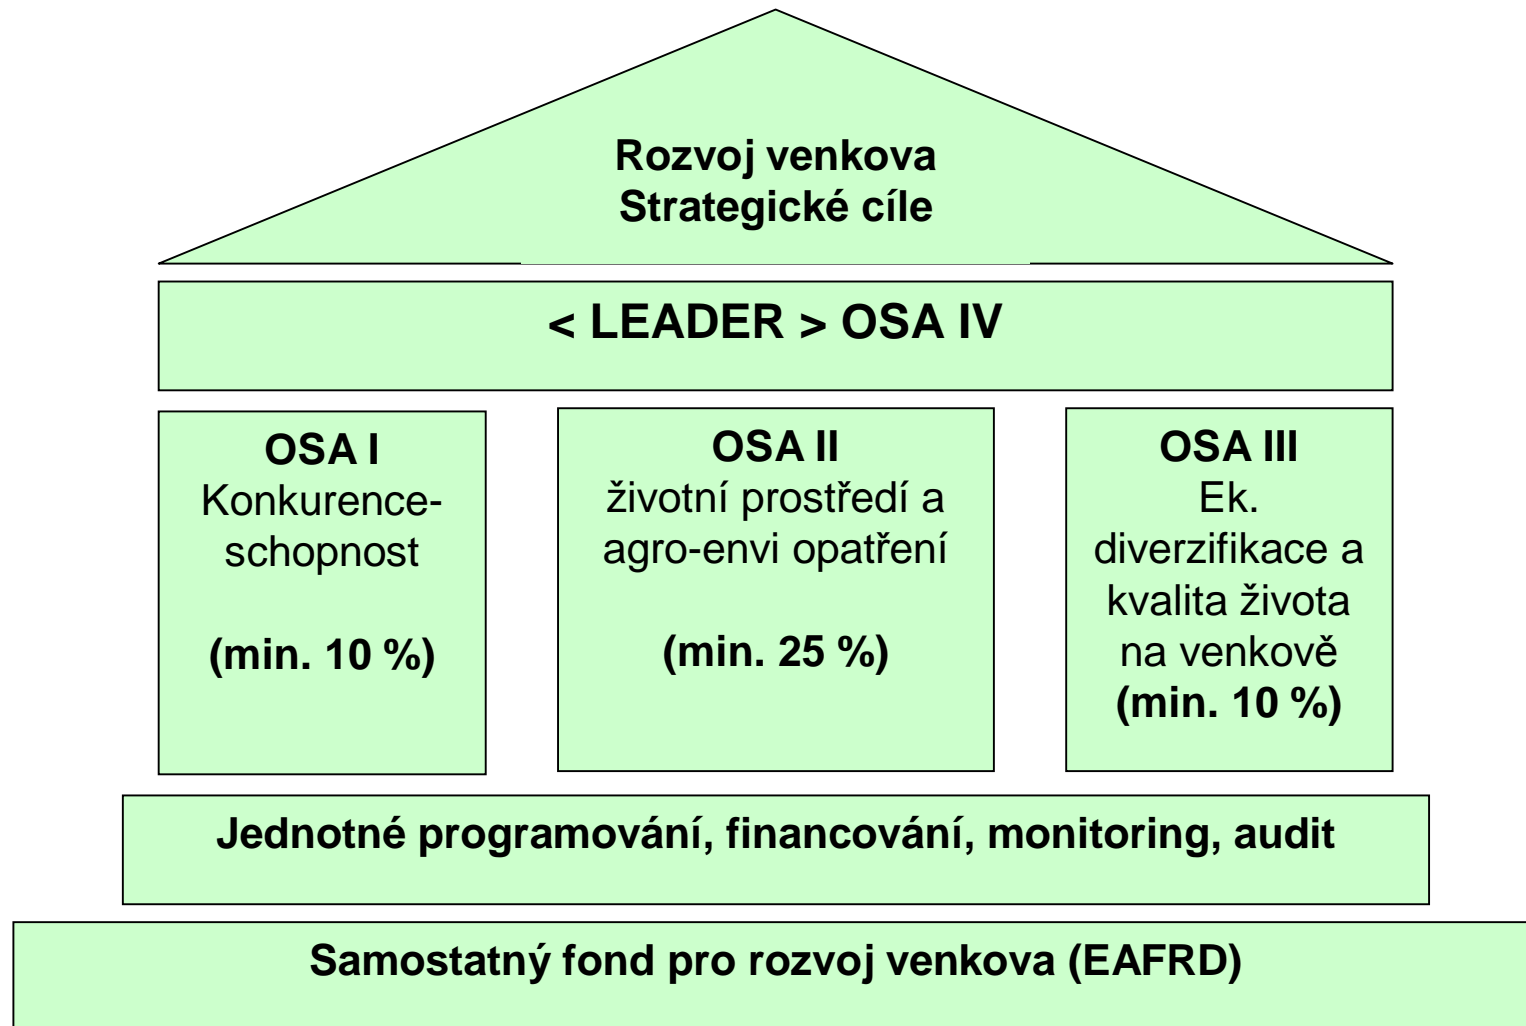 Rozvoj venkova
Strategické cíle
< LEADER > OSA IV
OSA I
Konkurence-
schopnost
(min. 10 %)
OSA II
životní prostředí a
agro-envi opatření
(min. 25 %)
OSA III
Ek.
diverzifikace a
kvalita života
na venkově
(min. 10 %)
Jednotné programování, financování, monitoring, audit
Samostatný fond pro rozvoj venkova (EAFRD)